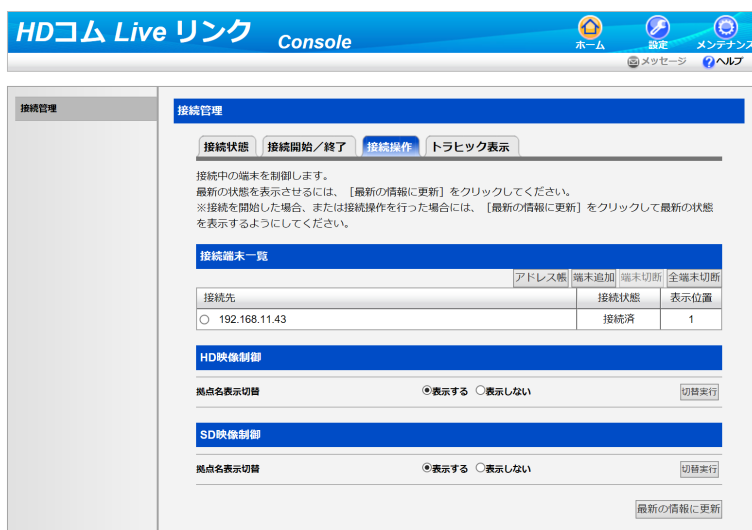 HDコム Live リンク Console
ホーム 設定 メンテナンス
メッセージ ?ヘルプ
接続管理
接続管理
接続状態 接続開始／終了 接続操作 トラヒック表示
接続中の端末を制御します。
最新の状態を表示させるには、［最新の情報に更新］をクリックしてください。
※接続を開始した場合、または接続操作を行った場合には、［最新の情報に更新］をクリックして最新の状態
を表示するようにしてください。
接続端末一覧
アドレス帳 端末追加 端末切断 全端末切断
接続先 接続状態 表示位置
192.168.11.43 接続済 1
HD映像制御
拠点名表示切替 表示する 表示しない 切替実行
SD映像制御
拠点名表示切替 表示する 表示しない 切替実行
最新の情報に更新